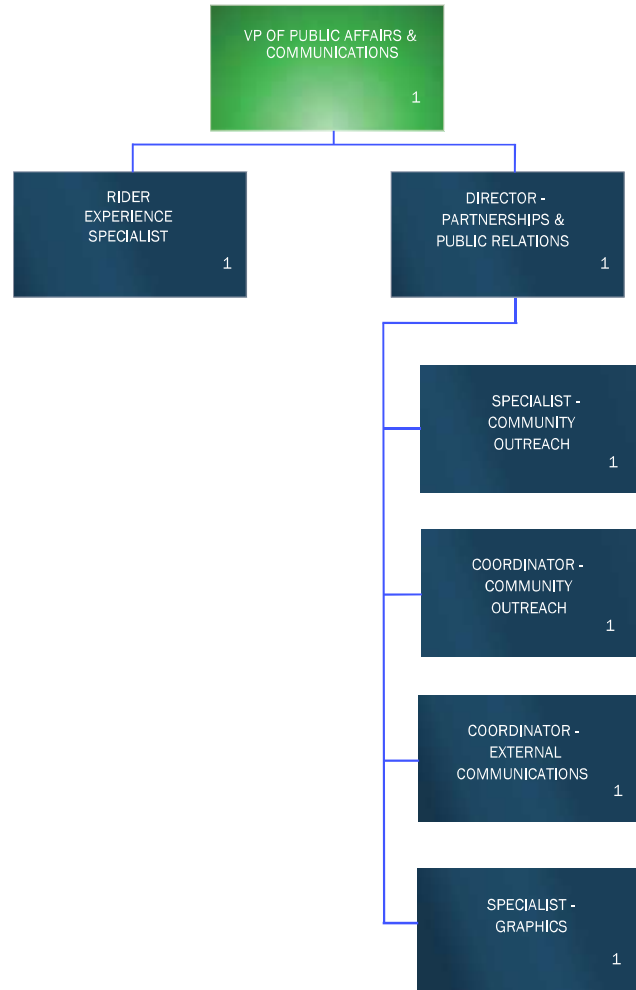 VP OF PUBLIC AFFAIRS &
COMMUNICATIONS
1
RIDER
EXPERIENCE
SPECIALIST
1
DIRECTOR -
PARTNERSHIPS &
PUBLIC RELATIONS
1
SPECIALIST -
COMMUNITY
OUTREACH
1
COORDINATOR -
COMMUNITY
OUTREACH
1
COORDINATOR -
EXTERNAL
COMMUNICATIONS
1
SPECIALIST -
GRAPHICS
1